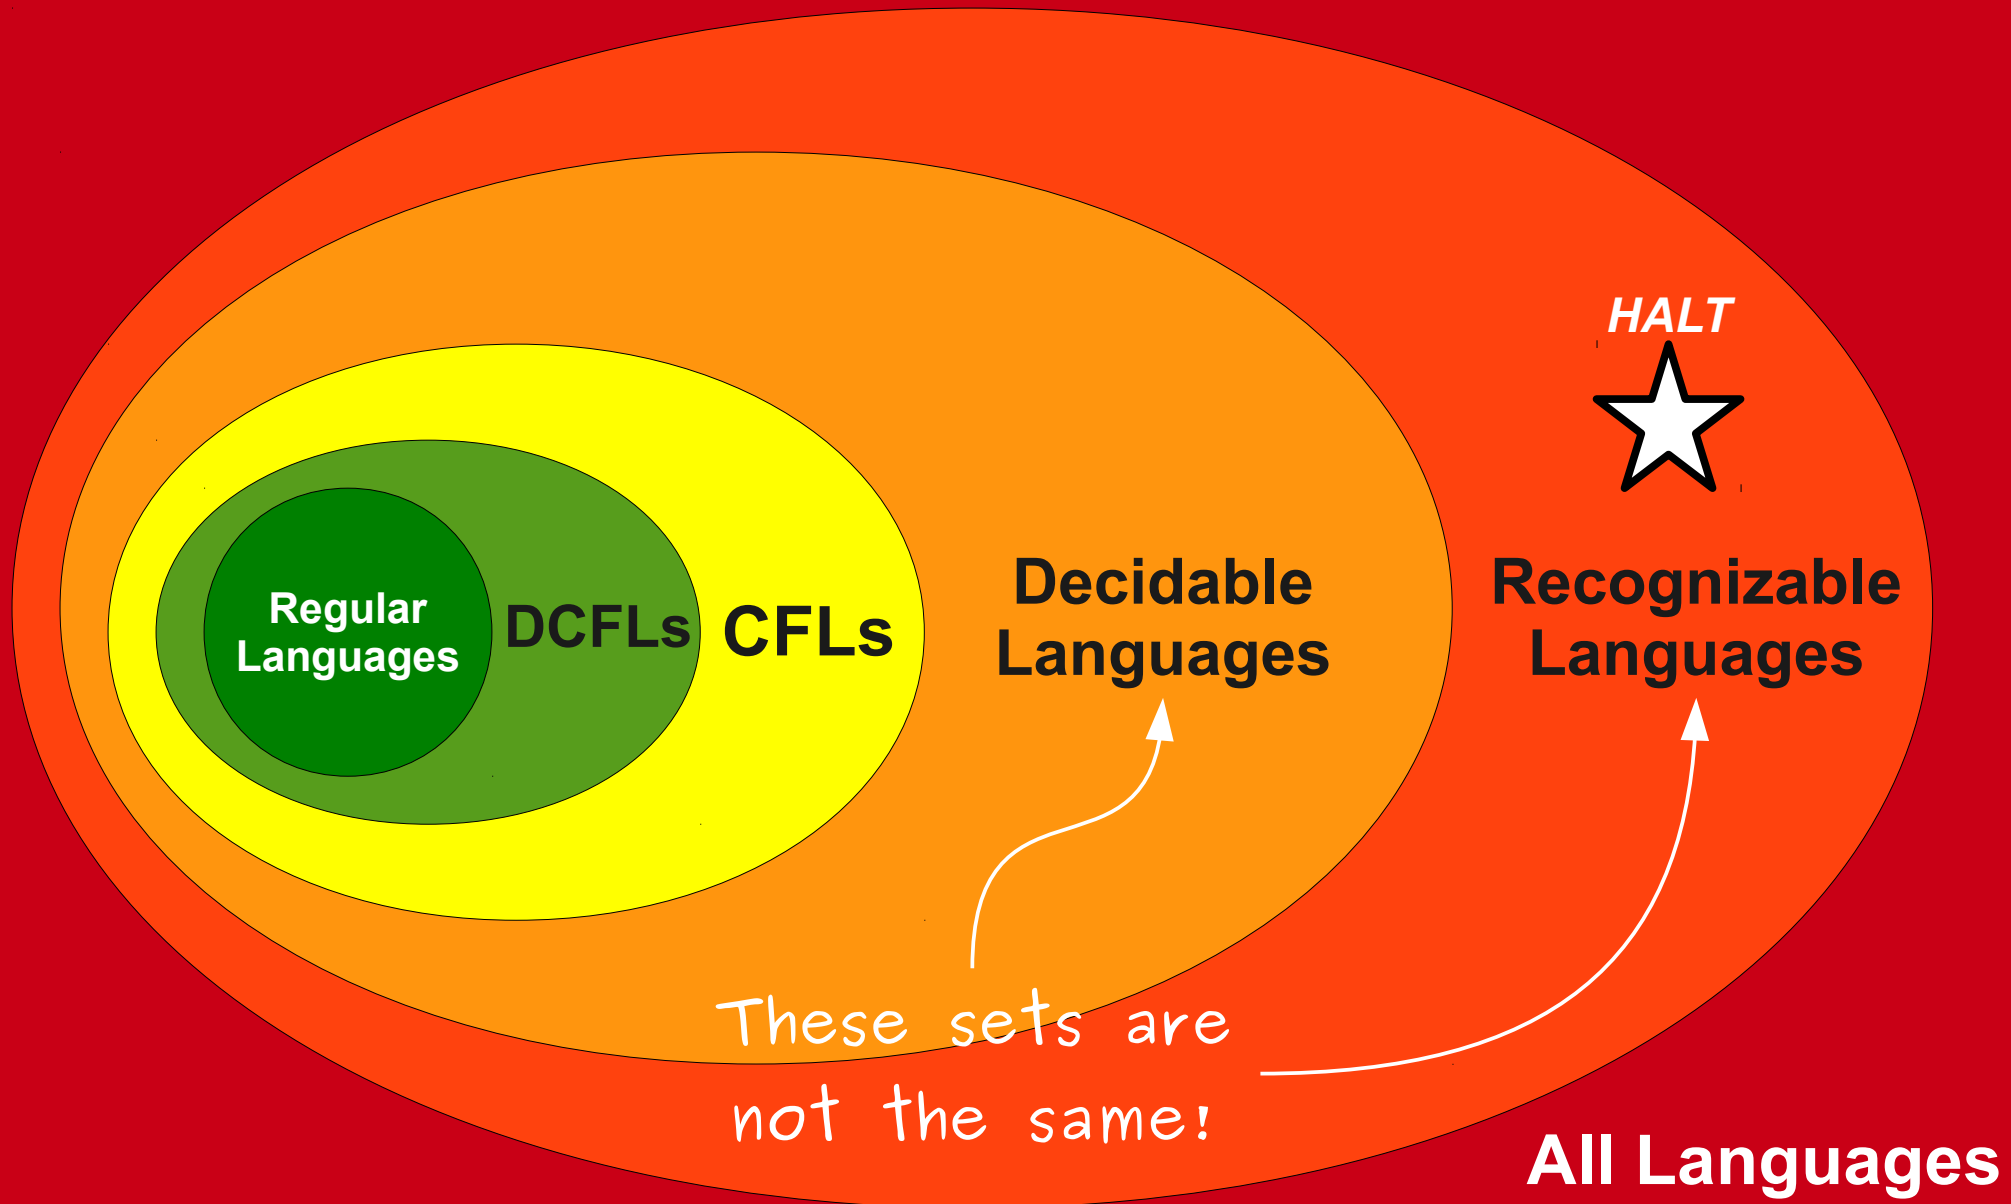 HALT
Regular
Languages
DCFLs
CFLs
Decidable
Languages
Recognizable
Languages
These sets are
not the same!
All Languages